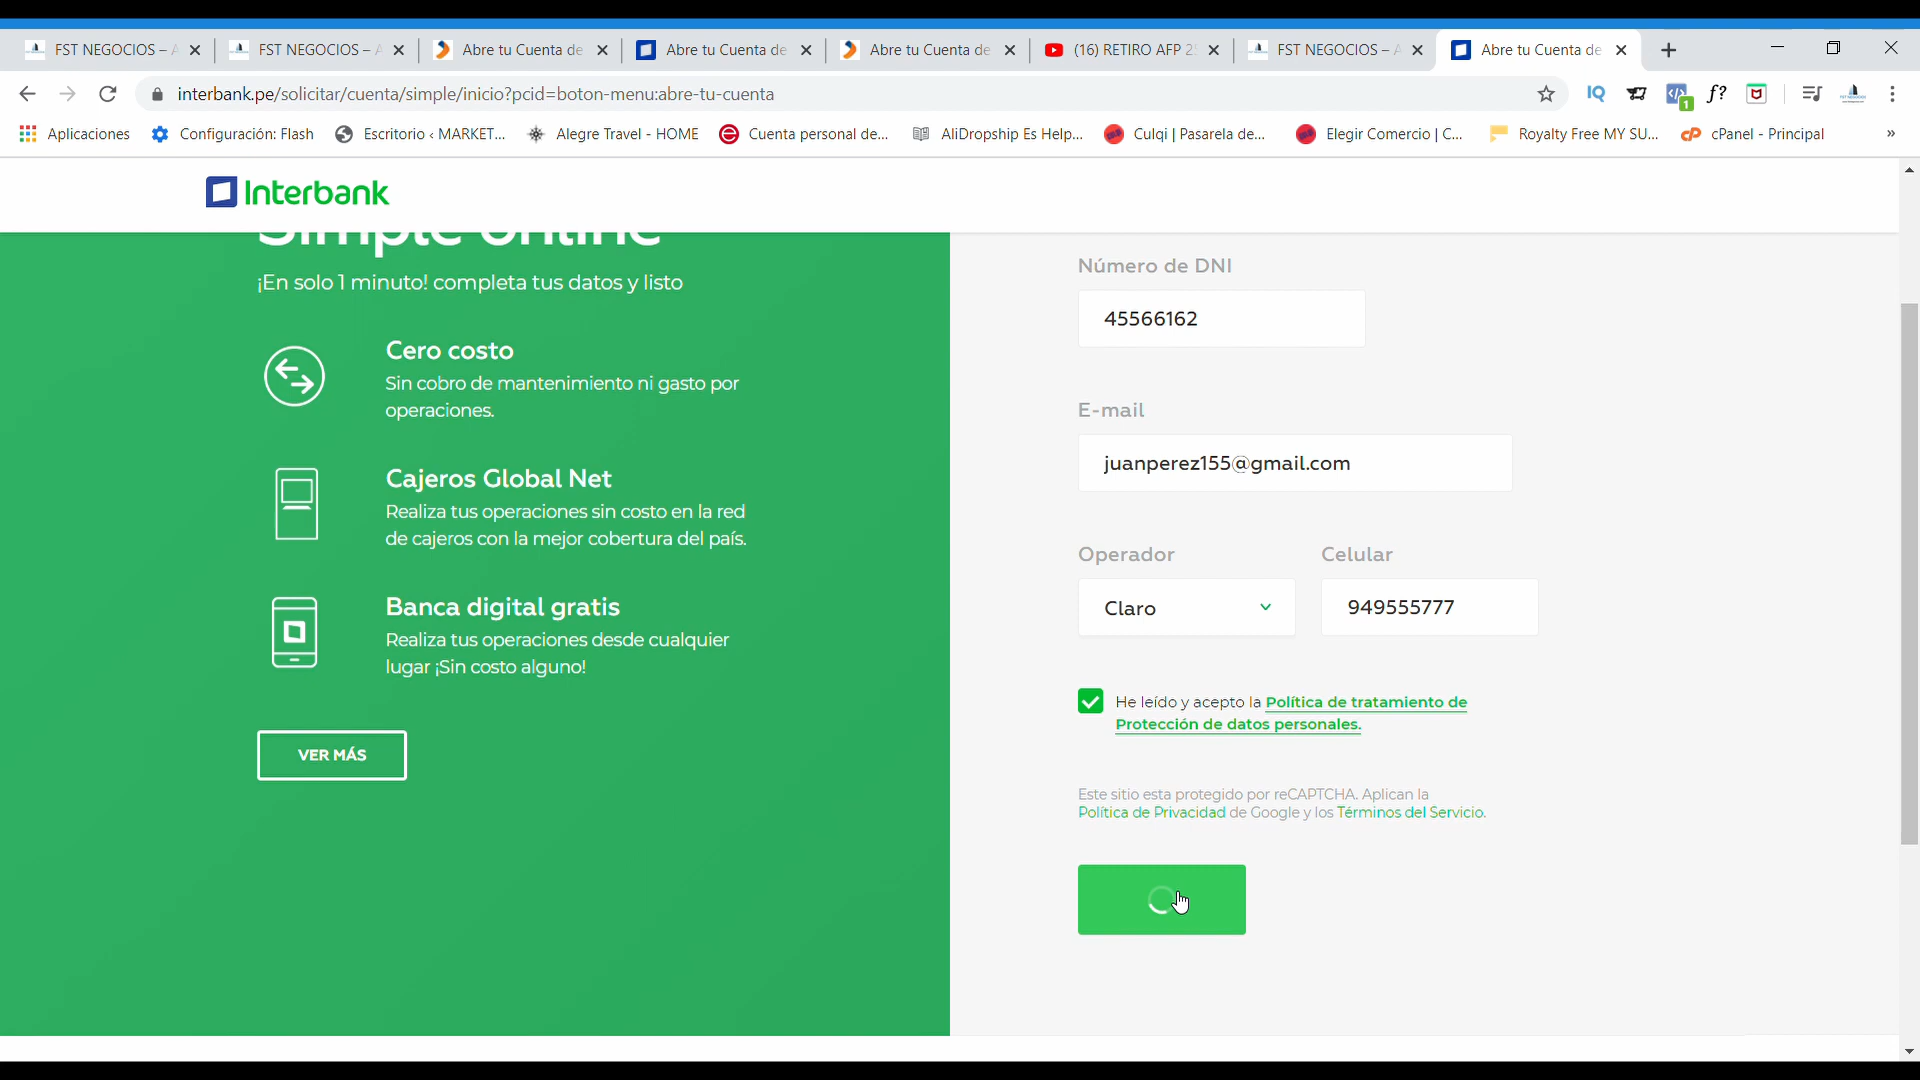 FST NEGOCIOS –
FST NEGOCIOS –
Abre tu Cuenta de
Abre tu Cuenta de
Abre tu Cuenta de
(16) RETIRO AFP 2
FST NEGOCIOS –
Abre tu Cuenta de
interbank.pe/solicitar/cuenta/simple/inicio?pcid=boton-menu:abre-tu-cuenta
IQ
1
f?
Aplicaciones
Configuración: Flash
Escritorio ‹ MARKET...
Alegre Travel - HOME
Cuenta personal de...
AliDropship Es Help...
Culqi | Pasarela de...
Elegir Comercio | C...
Royalty Free MY SU...
cPanel - Principal
»
Interbank
Simple online
¡En solo 1 minuto! completa tus datos y listo
Cero costo
Sin cobro de mantenimiento ni gasto por
operaciones.
Cajeros Global Net
Realiza tus operaciones sin costo en la red
de cajeros con la mejor cobertura del país.
Banca digital gratis
Realiza tus operaciones desde cualquier
lugar ¡Sin costo alguno!
VER MÁS
Número de DNI
45566162
E-mail
juanperez155@gmail.com
Operador
Celular
Claro
949555777
He leído y acepto la Política de tratamiento de
Protección de datos personales.
Este sitio esta protegido por reCAPTCHA. Aplican la
Política de Privacidad de Google y los Términos del Servicio.